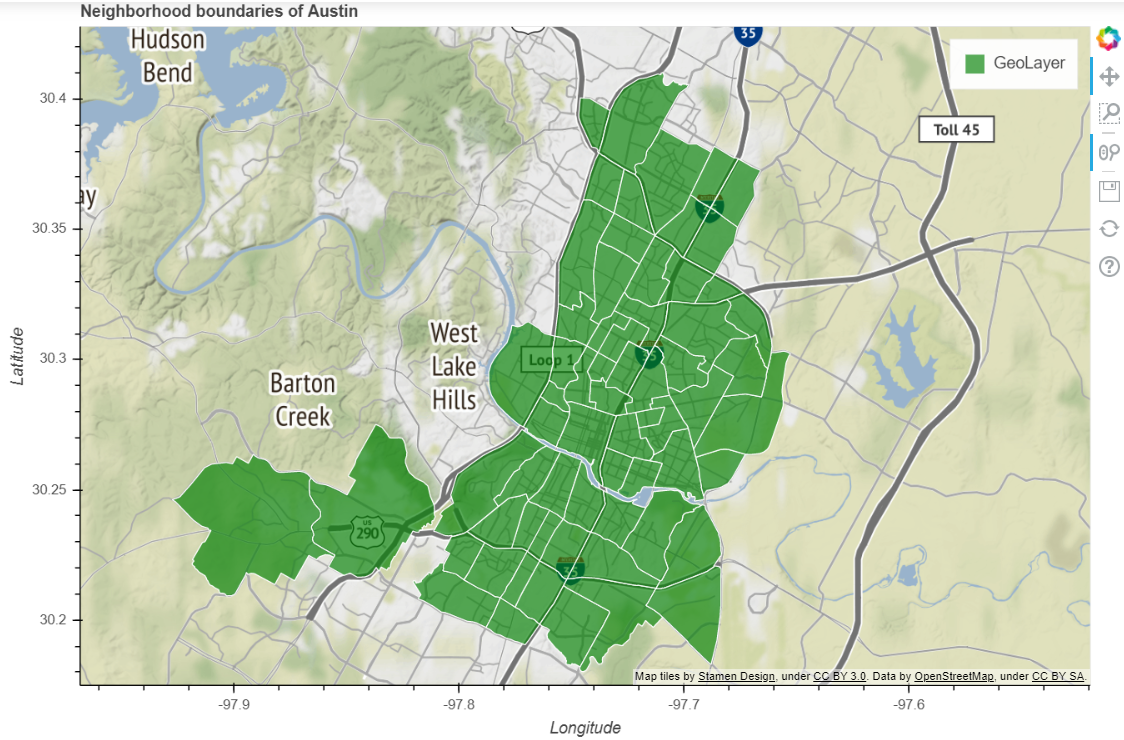 Neighborhood boundaries of Austin
Hudson
Bend
35
GeoLayer
30.4
Toll 45
ay
35
30.35
West
Lake
Hills
Loop 1
35
30.3
Barton
Creek
30.25
US
290
35
30.2
Map tiles by Stamen Design, under CC BY 3.0. Data by OpenStreetMap, under CC BY SA.
-97.9
-97.8
-97.7
-97.6
Latitude
Longitude